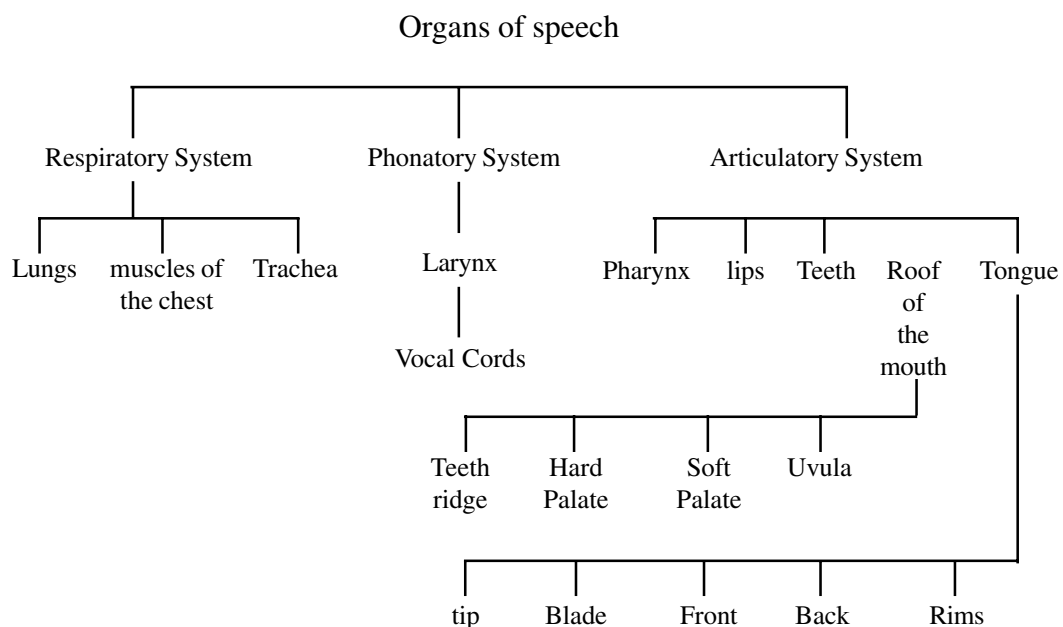 Organs of speech
Respiratory System
Phonatory System
Articulatory System
Lungs
muscles of
the chest
Trachea
Larynx
Vocal Cords
Pharynx
lips
Teeth
Roof
of
the
mouth
Tongue
Teeth
ridge
Hard
Palate
Soft
Palate
Uvula
tip
Blade
Front
Back
Rims